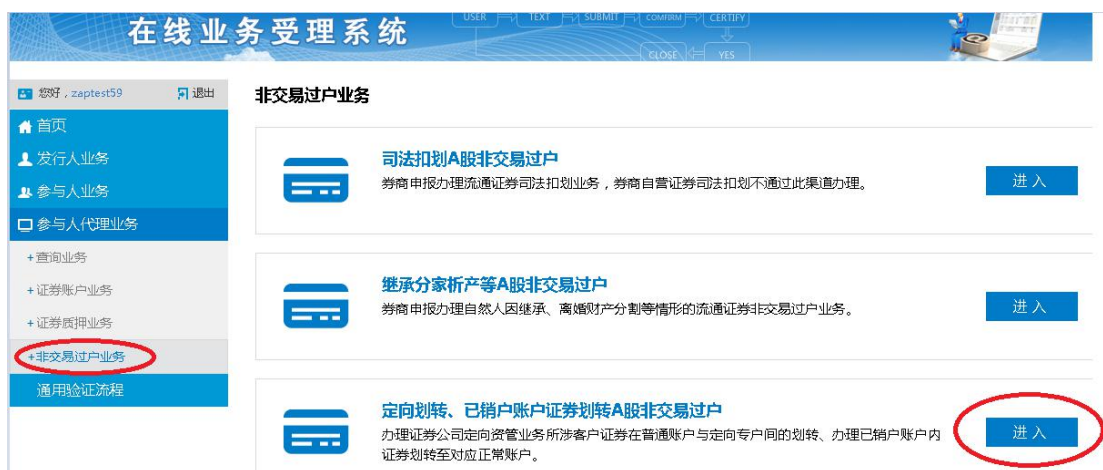 在线业务受理系统
USER TEXT SUBMIT COMFIRM CERTIFY
CLOSE YES
您好，zaptest59 退出
首页
发行人业务
参与人业务
参与人代理业务
+查询业务
+证券账户业务
+证券质押业务
+非交易过户业务
通用验证流程
非交易过户业务
司法扣划A股非交易过户
券商申报办理流通证券司法扣划业务，券商自营证券司法扣划不通过此渠道办理。
进入
继承分家析产等A股非交易过户
券商申报办理自然人因继承、离婚财产分割等情形的流通证券非交易过户业务。
进入
定向划转、已销户账户证券划转A股非交易过户
办理证券公司定向资管业务所涉客户证券在普通账户与定向专户间的划转、办理已销户账户内
证券划转至对应正常账户。
进入